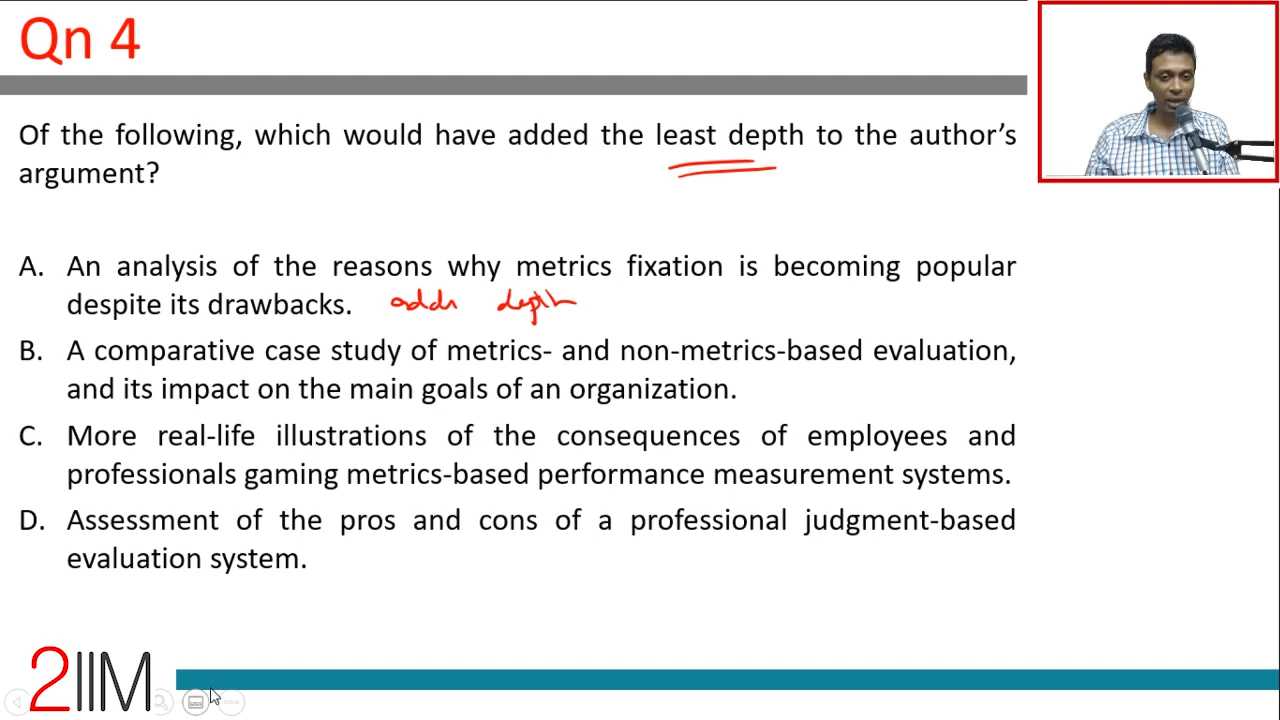 Qn 4
Of the following, which would have added the least depth to the author's
argument?
A. An analysis of the reasons why metrics fixation is becoming popular
despite its drawbacks. adds depth
B. A comparative case study of metrics- and non-metrics-based evaluation,
and its impact on the main goals of an organization.
C. More real-life illustrations of the consequences of employees and
professionals gaming metrics-based performance measurement systems.
D. Assessment of the pros and cons of a professional judgment-based
evaluation system.
2IIM